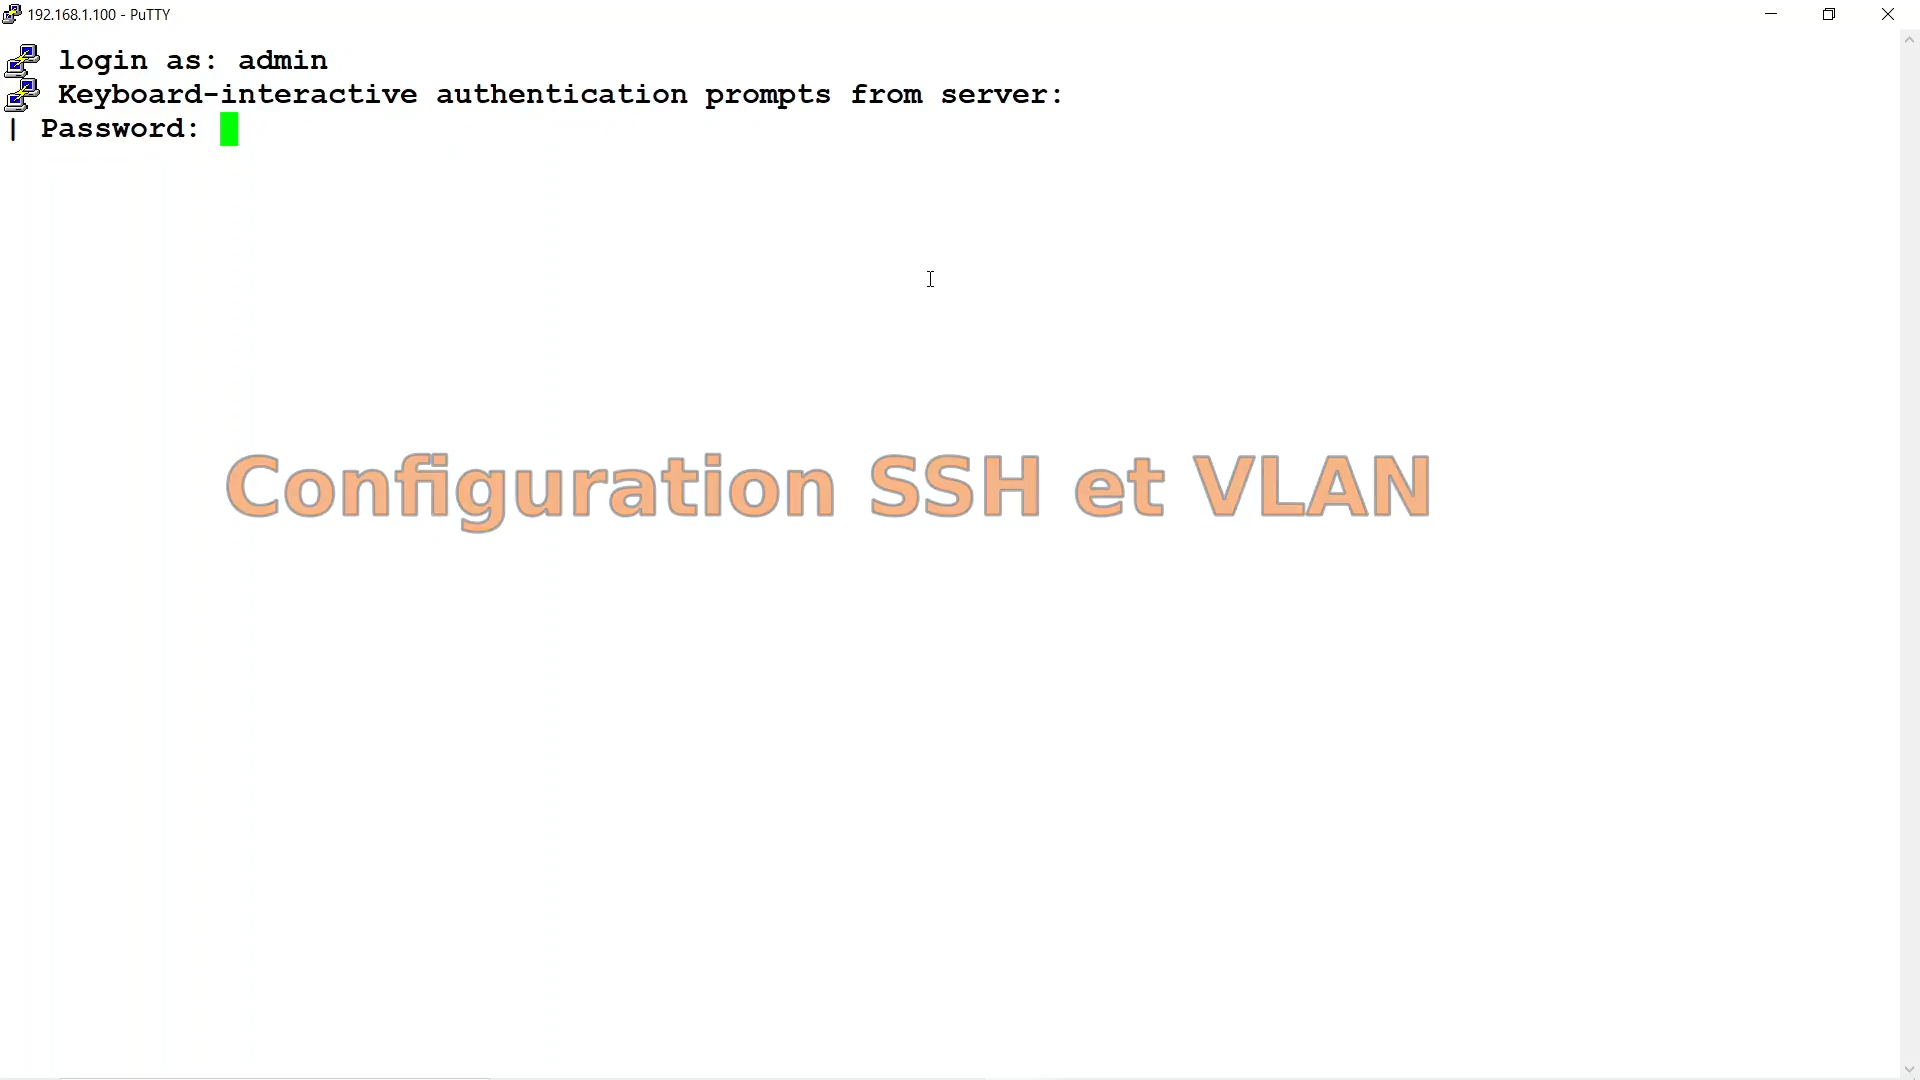 192.168.1.100 - PuTTY
login as: admin
Keyboard-interactive authentication prompts from server:
| Password:
Configuration SSH et VLAN